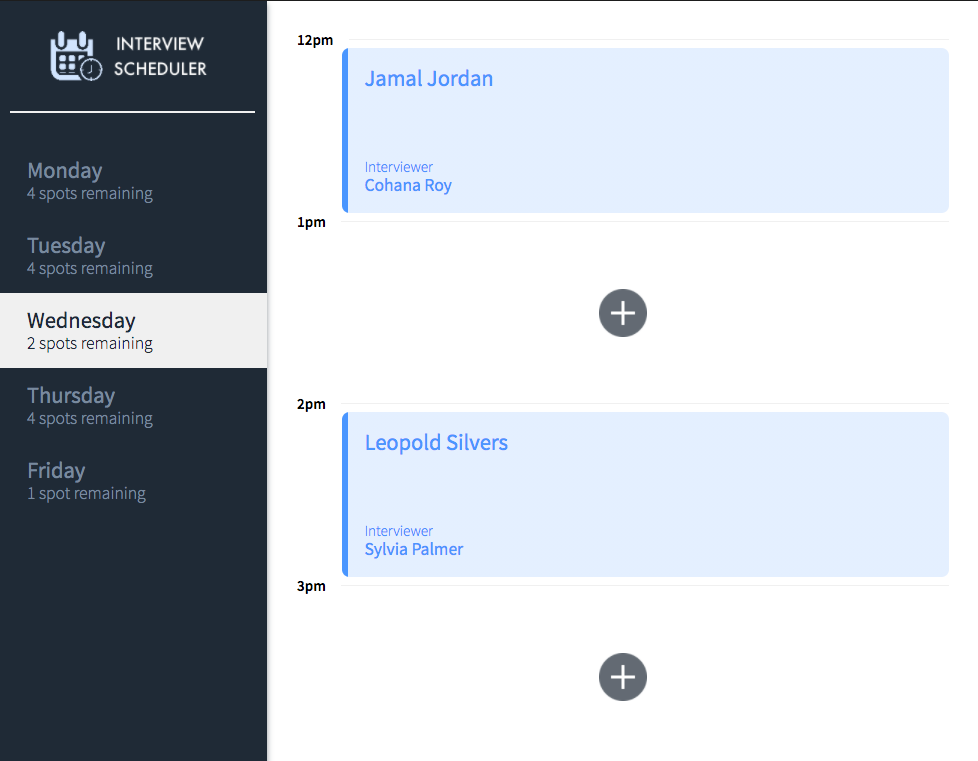 INTERVIEW
SCHEDULER
Monday
4 spots remaining
Tuesday
4 spots remaining
Wednesday
2 spots remaining
Thursday
4 spots remaining
Friday
1 spot remaining
12pm
Jamal Jordan
Interviewer
Cohana Roy
1pm
2pm
Leopold Silvers
Interviewer
Sylvia Palmer
3pm